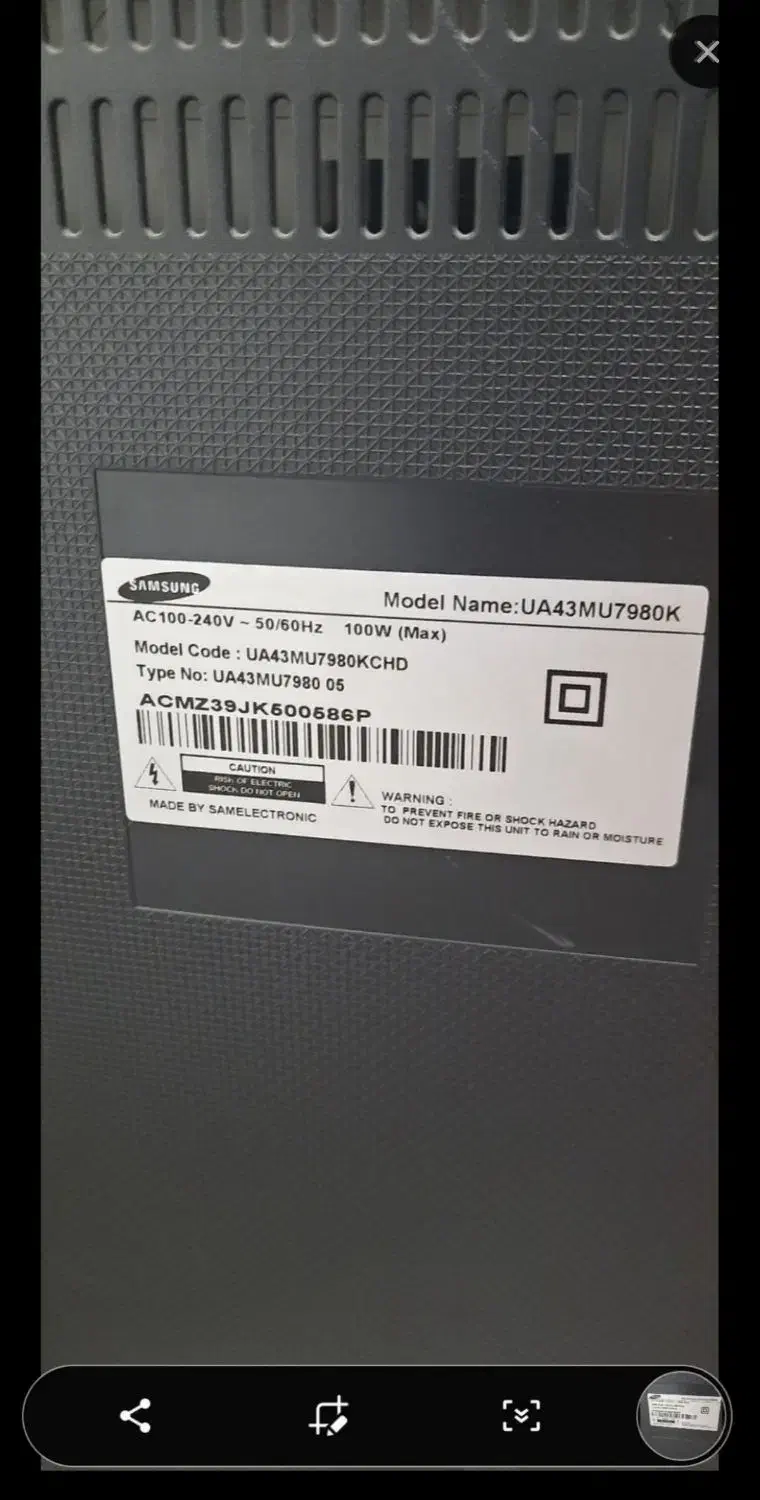 SAMSUNG
Model Name:UA43MU7980K
AC100-240V ~ 50/60Hz 100W (Max)
Model Code : UA43MU7980KCHD
Type No: UA43MU7980 05
ACMZ39JK500586P
CAUTION
RISK OF ELECTRIC
SHOCK DO NOT OPEN
WARNING :
TO PREVENT FIRE OR SHOCK HAZARD
DO NOT EXPOSE THIS UNIT TO RAIN OR MOISTURE
MADE BY SAMELECTRONIC